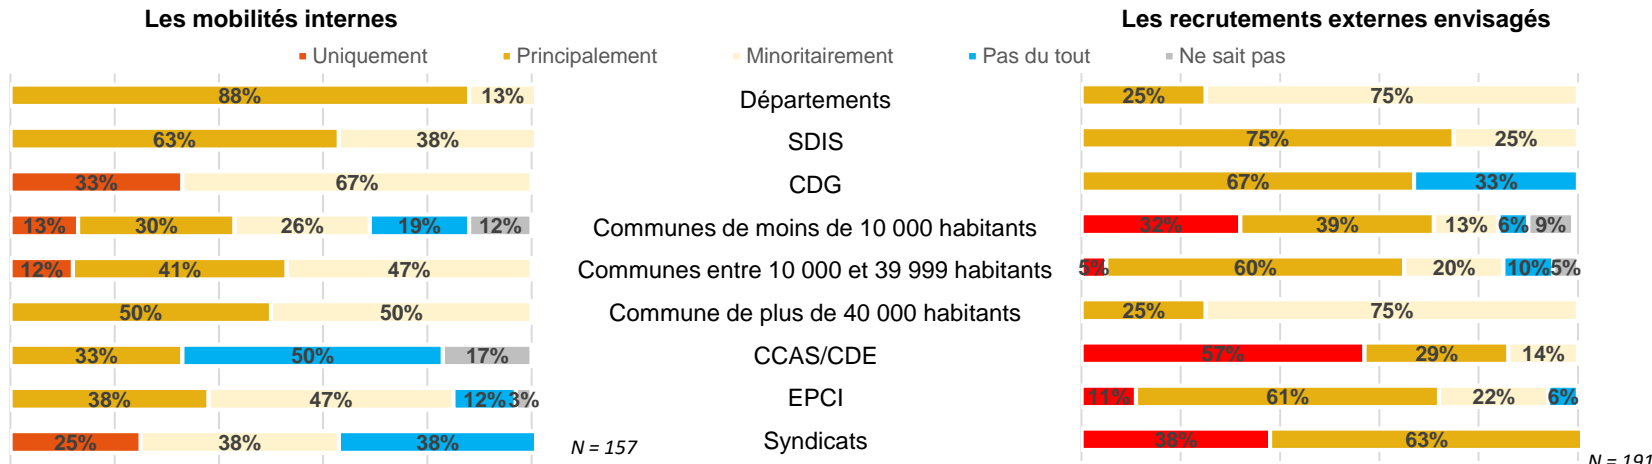 Les mobilités internes
Les recrutements externes envisagés
Uniquement Principalement Minoritairement Pas du tout Ne sait pas
88% 13% Départements 25% 75%
63% 38% SDIS 75% 25%
33% 67% CDG 67% 33%
13% 30% 26% 19% 12% Communes de moins de 10 000 habitants 32% 39% 13% 6% 9%
12% 41% 47% Communes entre 10 000 et 39 999 habitants 5% 60% 20% 10% 5%
50% 50% Commune de plus de 40 000 habitants 25% 75%
33% 50% 17% CCAS/CDE 57% 29% 14%
38% 47% 12% 3% EPCI 11% 61% 22% 6%
25% 38% 38% Syndicats 38% 63%
N = 157
N = 191